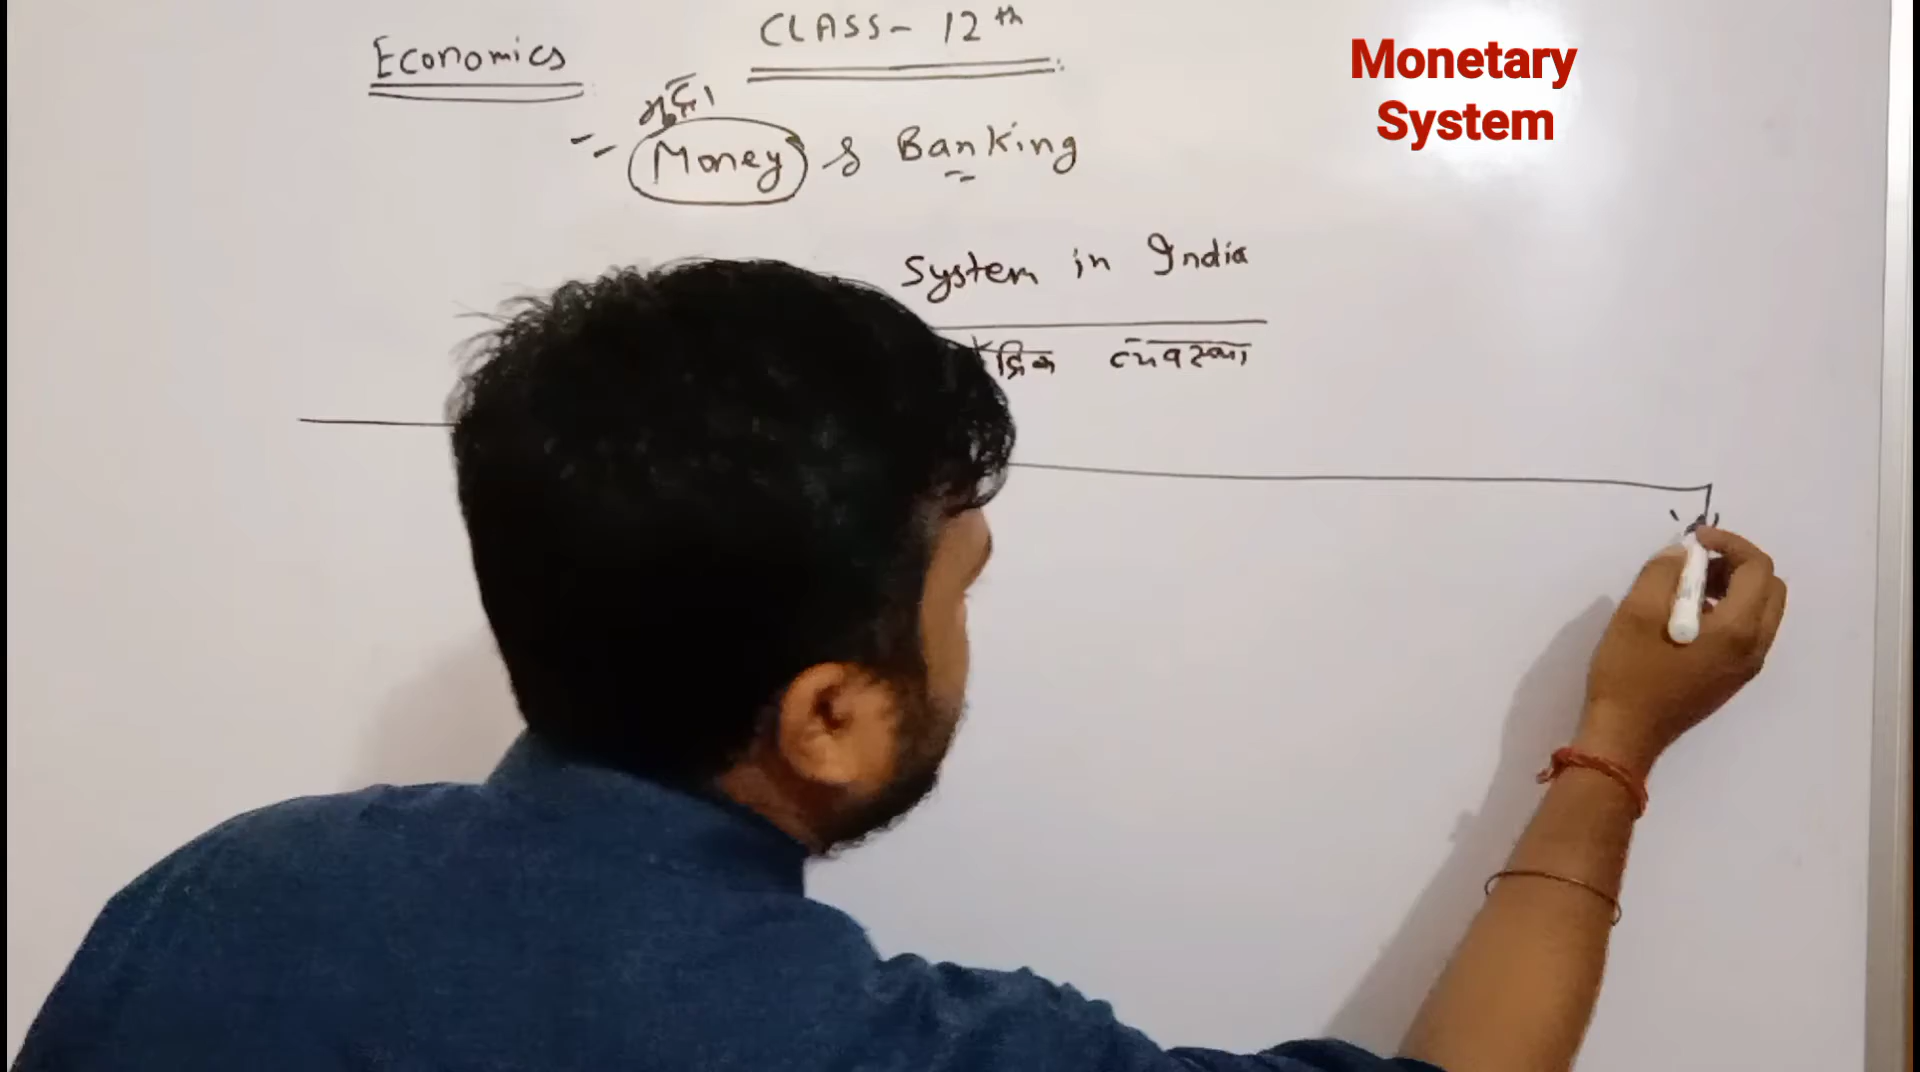 Economics
CLASS- 12th
Monetary
System
मुद्रा
Money & Banking
System in India
द्रिक व्यवस्था